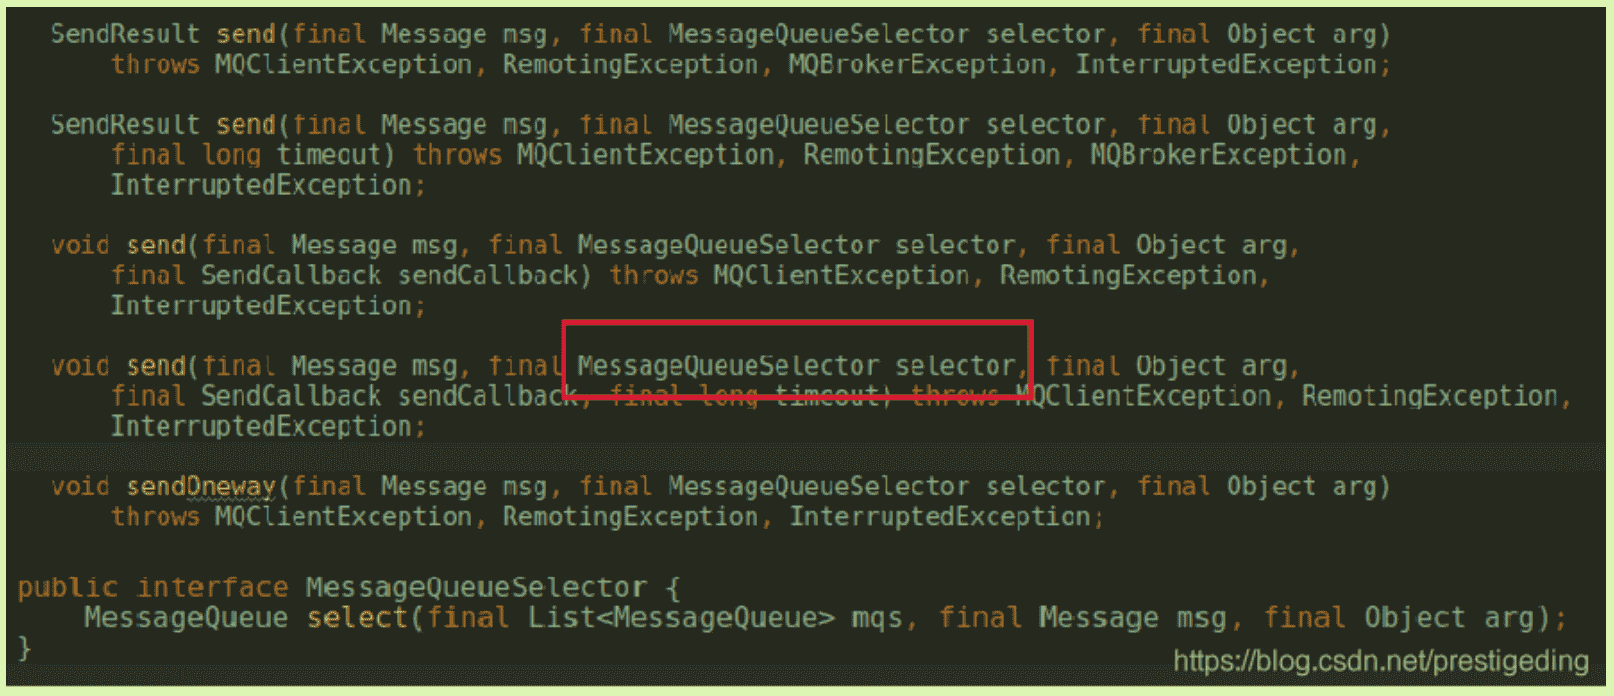 SendResult send(final Message msg, final MessageQueueSelector selector, final Object arg)
throws MQClientException, RemotingException, MQBrokerException, InterruptedException;
SendResult send(final Message msg, final MessageQueueSelector selector, final Object arg,
final long timeout) throws MQClientException, RemotingException, MQBrokerException,
InterruptedException;
void send(final Message msg, final MessageQueueSelector selector, final Object arg,
final SendCallback sendCallback) throws MQClientException, RemotingException,
InterruptedException;
void send(final Message msg, final MessageQueueSelector selector, final Object arg,
final SendCallback sendCallback, final long timeout) throws MQClientException, RemotingException,
InterruptedException;
void sendOneway(final Message msg, final MessageQueueSelector selector, final Object arg)
throws MQClientException, RemotingException, InterruptedException;
public interface MessageQueueSelector {
MessageQueue select(final List<MessageQueue> mqs, final Message msg, final Object arg);
}
https://blog.csdn.net/prestigeding